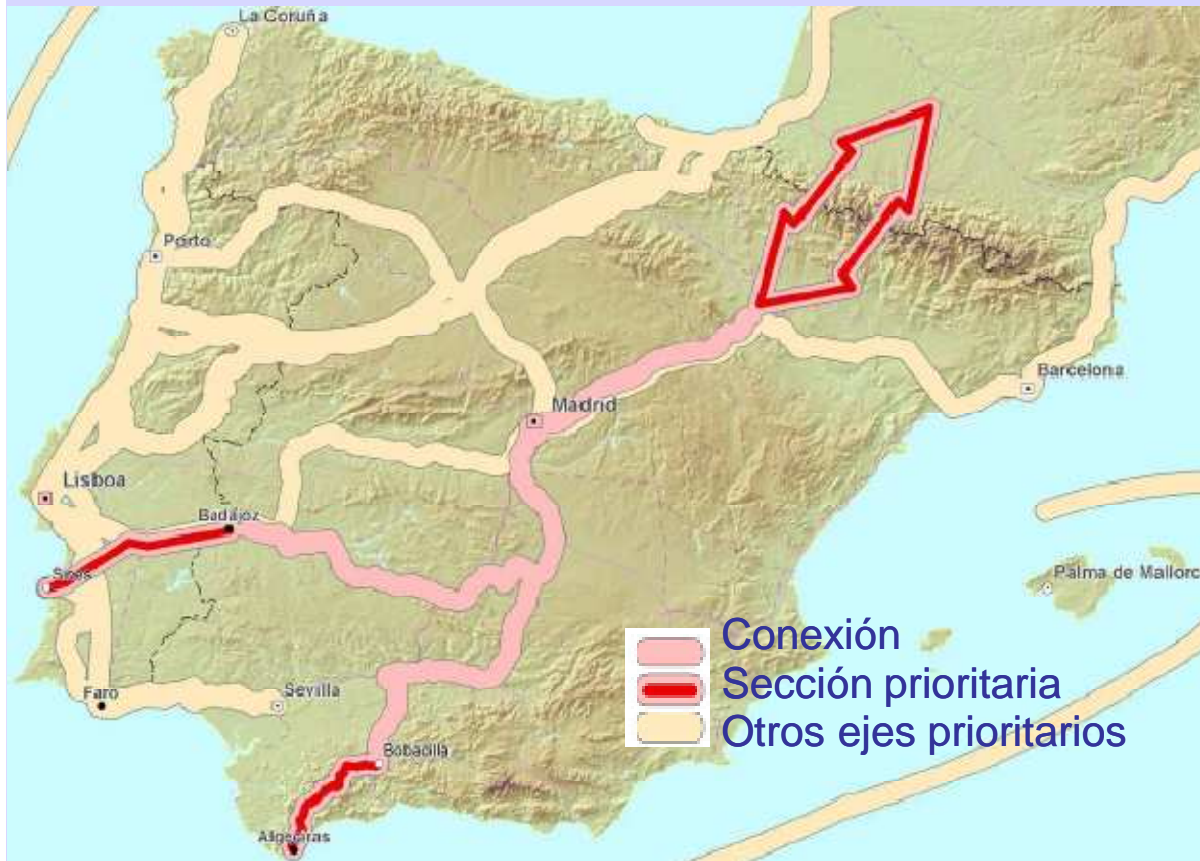 La Coruña
Porto
Barcelona
Madrid
Lisboa
Badajoz
Sines
Palma de Mallorc
Conexión
Sección prioritaria
Otros ejes prioritarios
Faro
Sevilla
Bobadilla
Algeciras